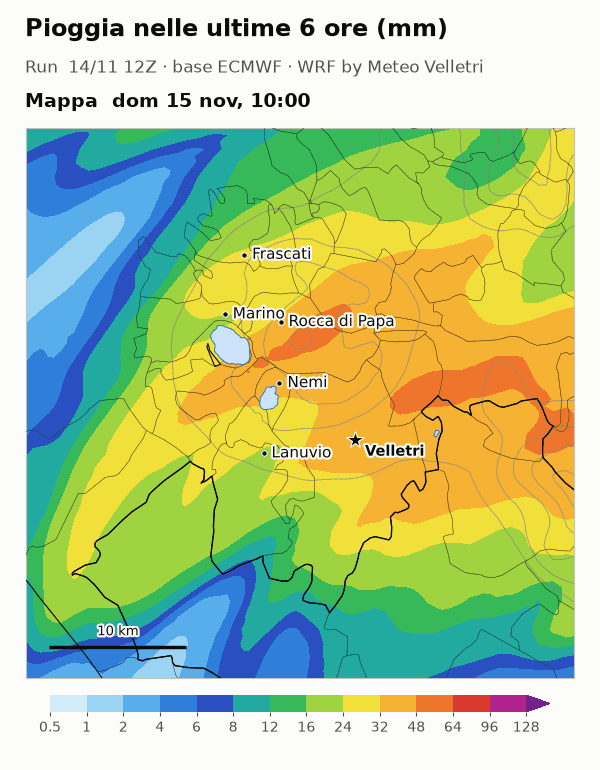 Pioggia nelle ultime 6 ore (mm)
Run  14/11 12Z · base ECMWF · WRF by Meteo Velletri
Mappa  dom 15 nov, 10:00
Frascati
Marino
Rocca di Papa
Nemi
Velletri
Lanuvio
10 km
0.5 1 2 4 6 8 12 16 24 32 48 64 96 128